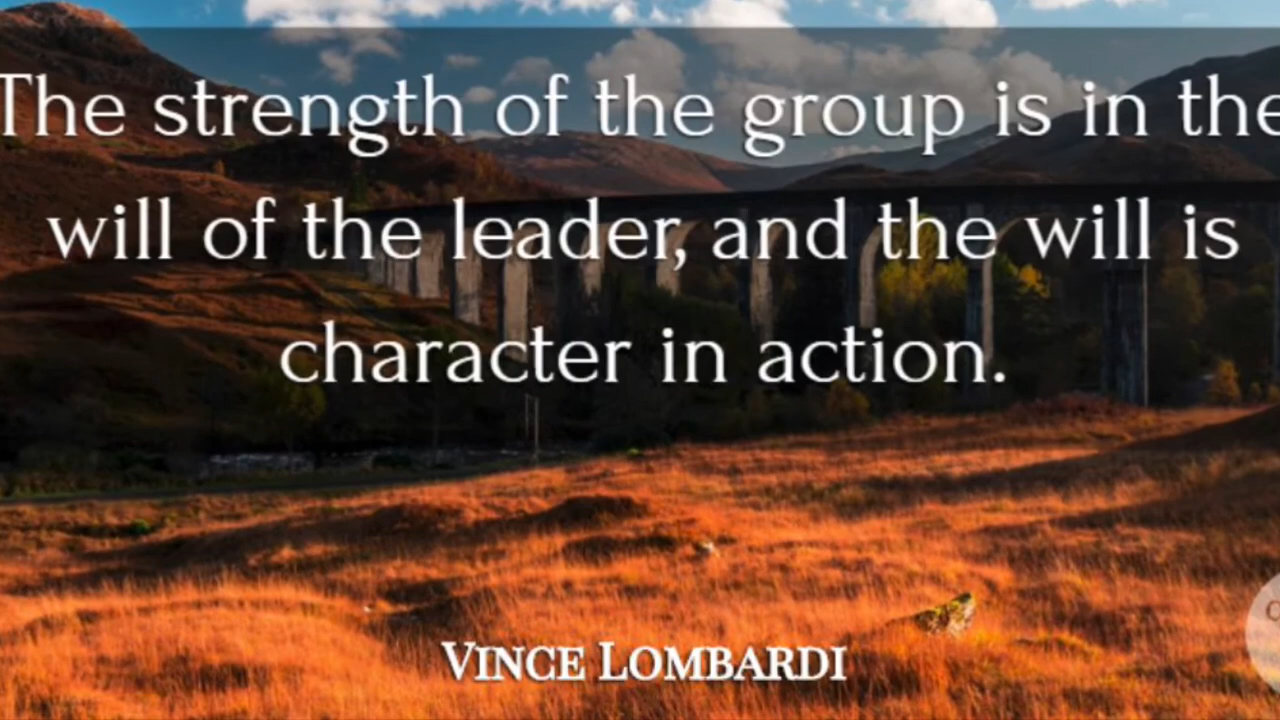 The strength of the group is in the
will of the leader, and the will is
character in action.
VINCE LOMBARDI